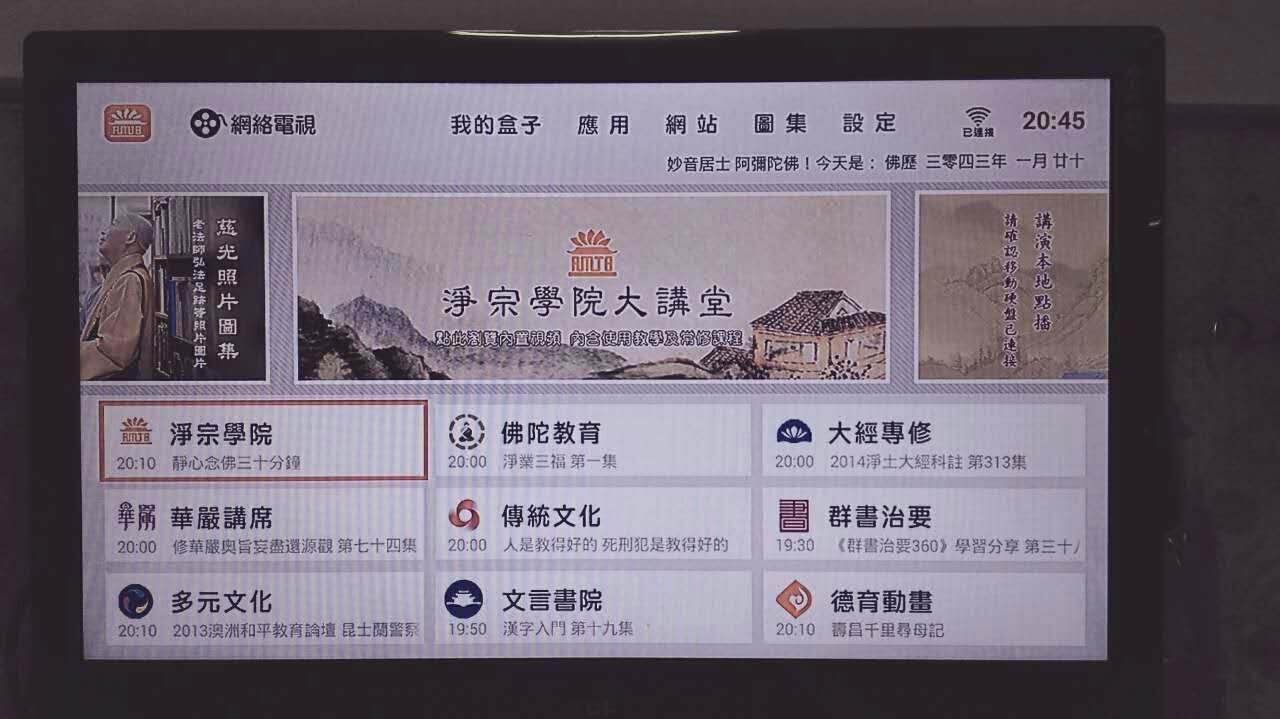 RMTB
網絡電視
我的盒子 應用 網站 圖集 設定
已連接
20:45
妙音居士 阿彌陀佛！今天是： 佛歷 三零四三年 一月 廿十
慈光照片圖集
老法師弘法足跡等照片圖片
RMTB
淨宗學院大講堂
點此瀏覽內置視頻 內含使用教學及常修課程
講演本地點播
請確認移動硬盤已連接
RMTB
淨宗學院
20:10 靜心念佛三十分鐘
佛陀教育
20:00 淨業三福 第一集
大經專修
20:00 2014淨土大經科註 第313集
華嚴講席
20:00 修華嚴奧旨妄盡還源觀 第七十四集
傳統文化
20:00 人是教得好的 死刑犯是教得好的
群書治要
19:30 《群書治要360》學習分享 第三十八
多元文化
20:10 2013澳洲和平教育論壇 昆士蘭警察
文言書院
19:50 漢字入門 第十九集
德育動畫
20:10 壽昌千里尋母記